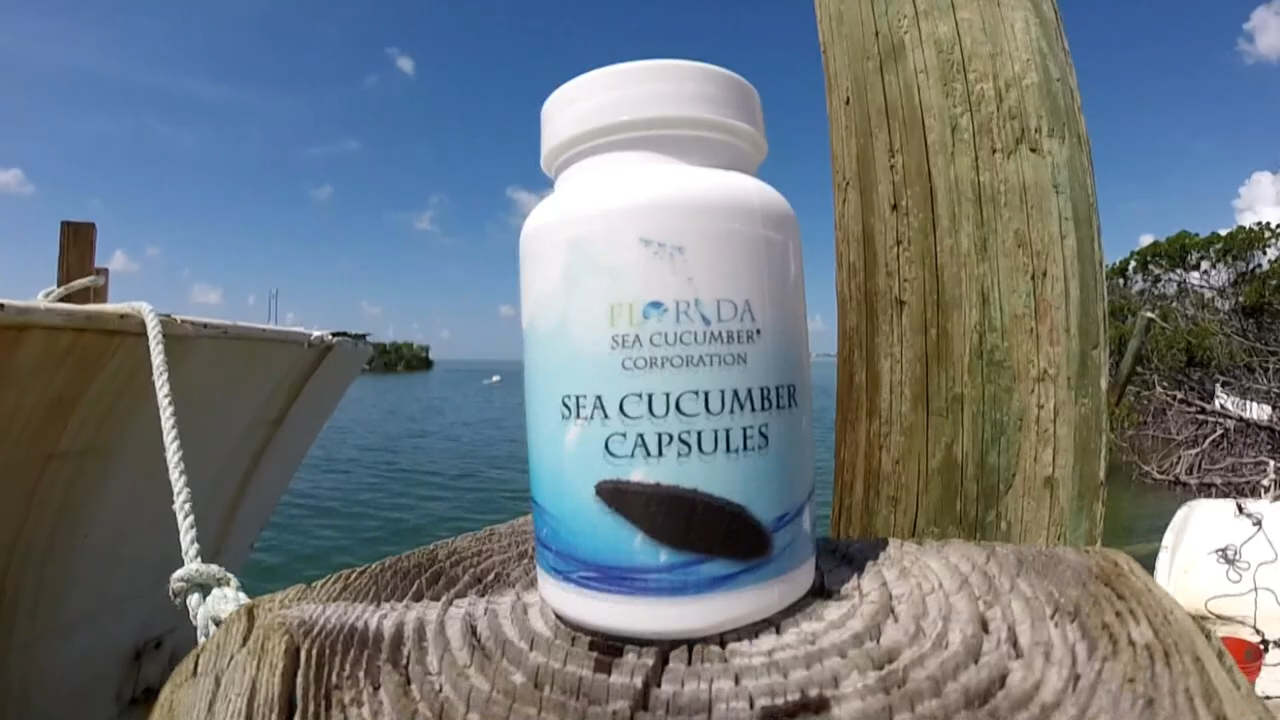 FLORIDA
SEA CUCUMBER®
CORPORATION
SEA CUCUMBER
CAPSULES